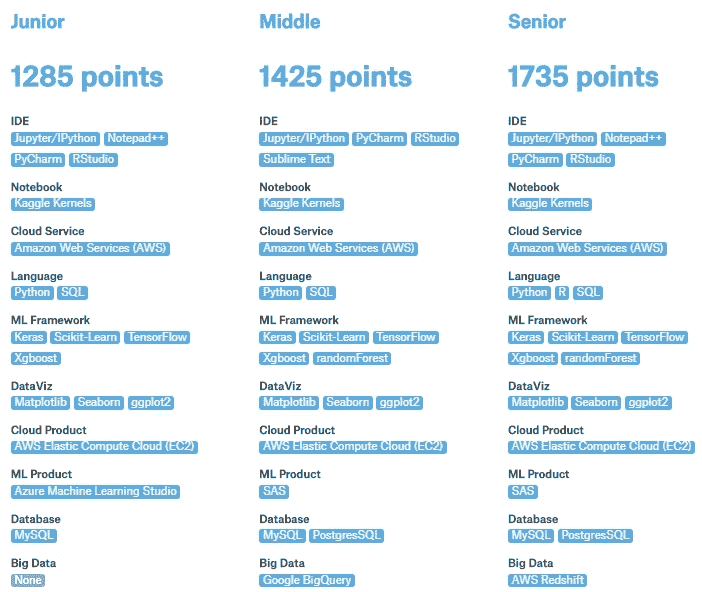 Junior
1285 points
IDE
Jupyter/IPython Notepad++
PyCharm RStudio
Notebook
Kaggle Kernels
Cloud Service
Amazon Web Services (AWS)
Language
Python SQL
ML Framework
Keras Scikit-Learn TensorFlow
Xgboost
DataViz
Matplotlib Seaborn ggplot2
Cloud Product
AWS Elastic Compute Cloud (EC2)
ML Product
Azure Machine Learning Studio
Database
MySQL
Big Data
None
Middle
1425 points
IDE
Jupyter/IPython PyCharm RStudio
Sublime Text
Notebook
Kaggle Kernels
Cloud Service
Amazon Web Services (AWS)
Language
Python SQL
ML Framework
Keras Scikit-Learn TensorFlow
Xgboost randomForest
DataViz
Matplotlib Seaborn ggplot2
Cloud Product
AWS Elastic Compute Cloud (EC2)
ML Product
SAS
Database
MySQL PostgresSQL
Big Data
Google BigQuery
Senior
1735 points
IDE
Jupyter/IPython Notepad++
PyCharm RStudio
Notebook
Kaggle Kernels
Cloud Service
Amazon Web Services (AWS)
Language
Python R SQL
ML Framework
Keras Scikit-Learn TensorFlow
Xgboost randomForest
DataViz
Matplotlib Seaborn ggplot2
Cloud Product
AWS Elastic Compute Cloud (EC2)
ML Product
SAS
Database
MySQL PostgresSQL
Big Data
AWS Redshift